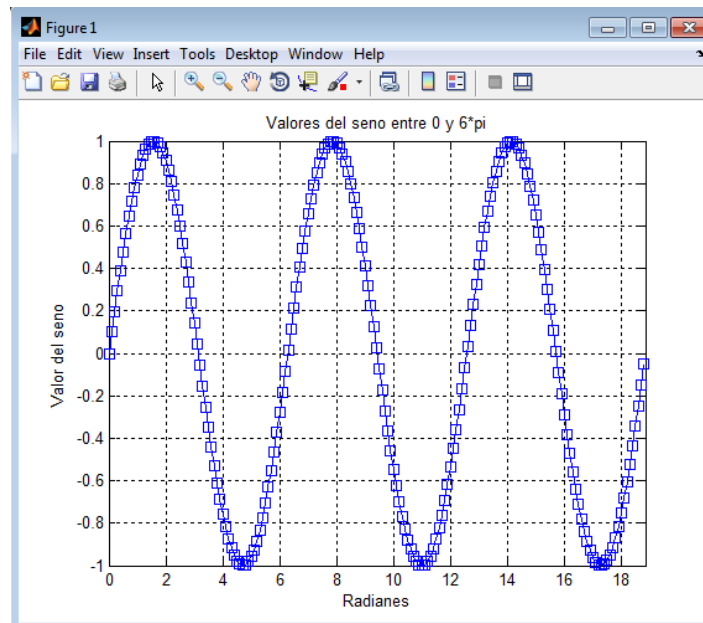 Figure 1
File Edit View Insert Tools Desktop Window Help
Valores del seno entre 0 y 6*pi
1
0.8
0.6
0.4
0.2
0
-0.2
-0.4
-0.6
-0.8
-1
Valor del seno
0 2 4 6 8 10 12 14 16 18
Radianes